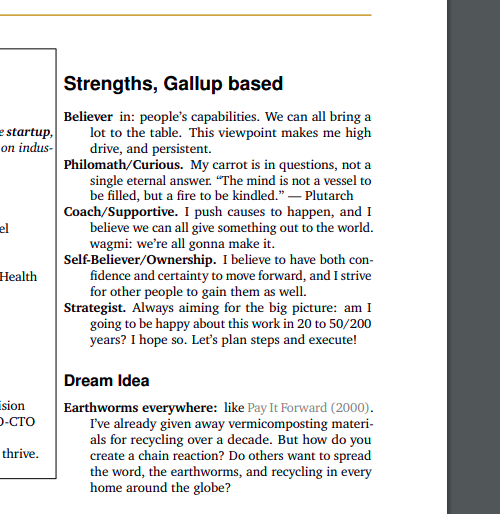 e startup,
on indus-
el
Health
ision
O-CTO
thrive.
Strengths, Gallup based
Believer in: people's capabilities. We can all bring a
lot to the table. This viewpoint makes me high
drive, and persistent.
Philomath/Curious. My carrot is in questions, not a
single eternal answer. “The mind is not a vessel to
be filled, but a fire to be kindled.” — Plutarch
Coach/Supportive. I push causes to happen, and I
believe we can all give something out to the world.
wagmi: we're all gonna make it.
Self-Believer/Ownership. I believe to have both con-
fidence and certainty to move forward, and I strive
for other people to gain them as well.
Strategist. Always aiming for the big picture: am I
going to be happy about this work in 20 to 50/200
years? I hope so. Let's plan steps and execute!
Dream Idea
Earthworms everywhere: like Pay It Forward (2000).
I've already given away vermicomposting materi-
als for recycling over a decade. But how do you
create a chain reaction? Do others want to spread
the word, the earthworms, and recycling in every
home around the globe?